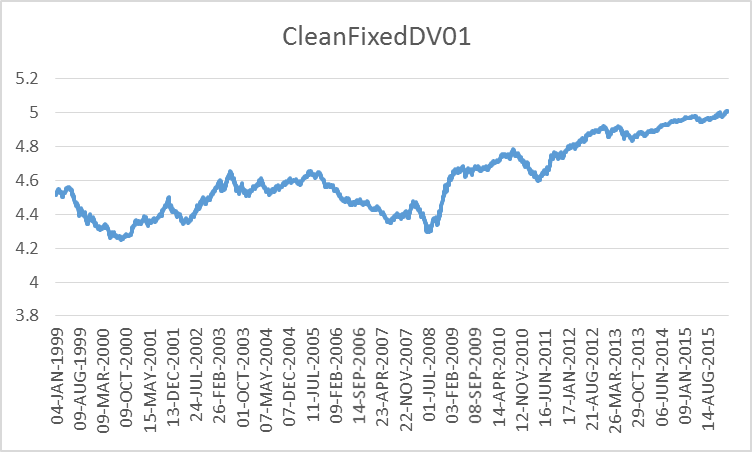 CleanFixedDV01
5.2
5
4.8
4.6
4.4
4.2
4
3.8
04-JAN-1999
09-AUG-1999
09-MAR-2000
09-OCT-2000
15-MAY-2001
13-DEC-2001
24-JUL-2002
26-FEB-2003
01-OCT-2003
07-MAY-2004
07-DEC-2004
11-JUL-2005
09-FEB-2006
14-SEP-2006
23-APR-2007
22-NOV-2007
01-JUL-2008
03-FEB-2009
08-SEP-2009
14-APR-2010
12-NOV-2010
16-JUN-2011
17-JAN-2012
21-AUG-2012
26-MAR-2013
29-OCT-2013
06-JUN-2014
09-JAN-2015
14-AUG-2015